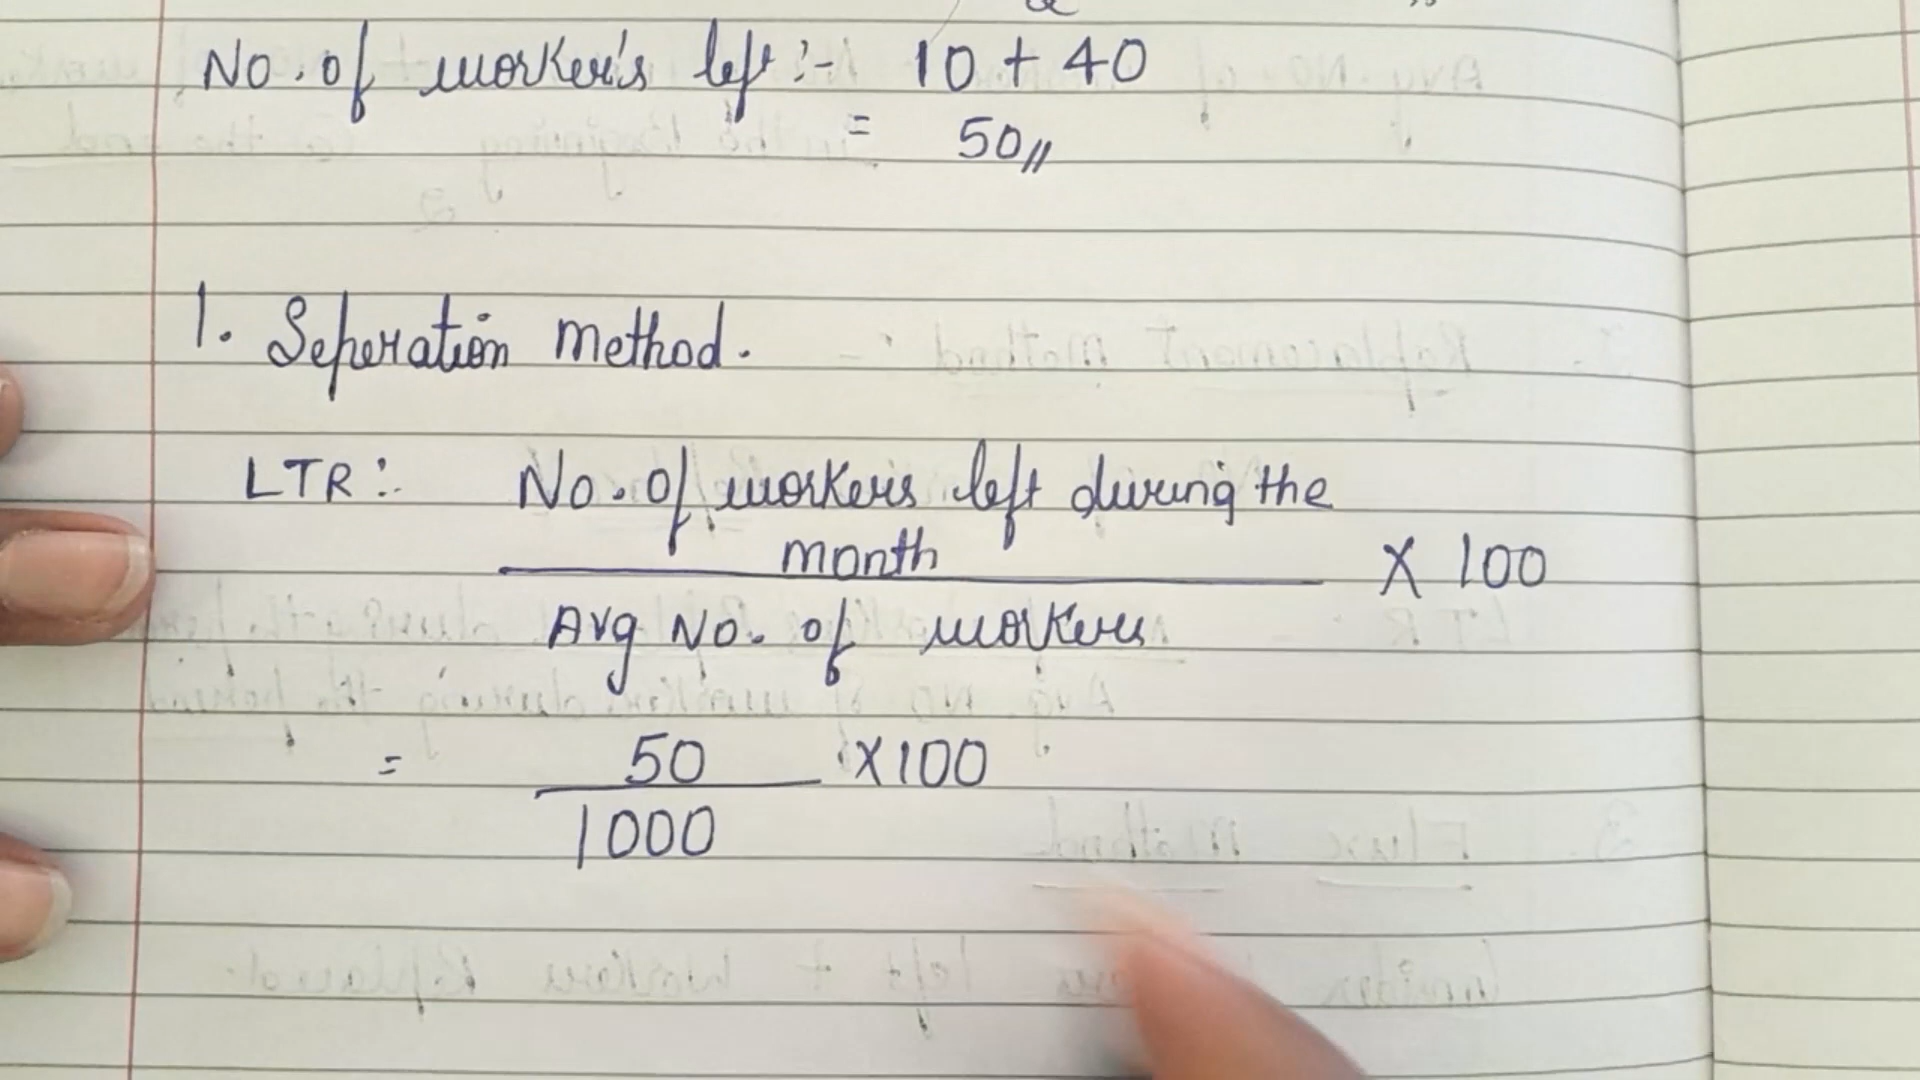 No. of worker's left :- 10 + 40
= 50,,
1. Seperation method.
LTR :- No. of workers left during the
month
X 100
Avg No. of workers
= 50 X100
1000